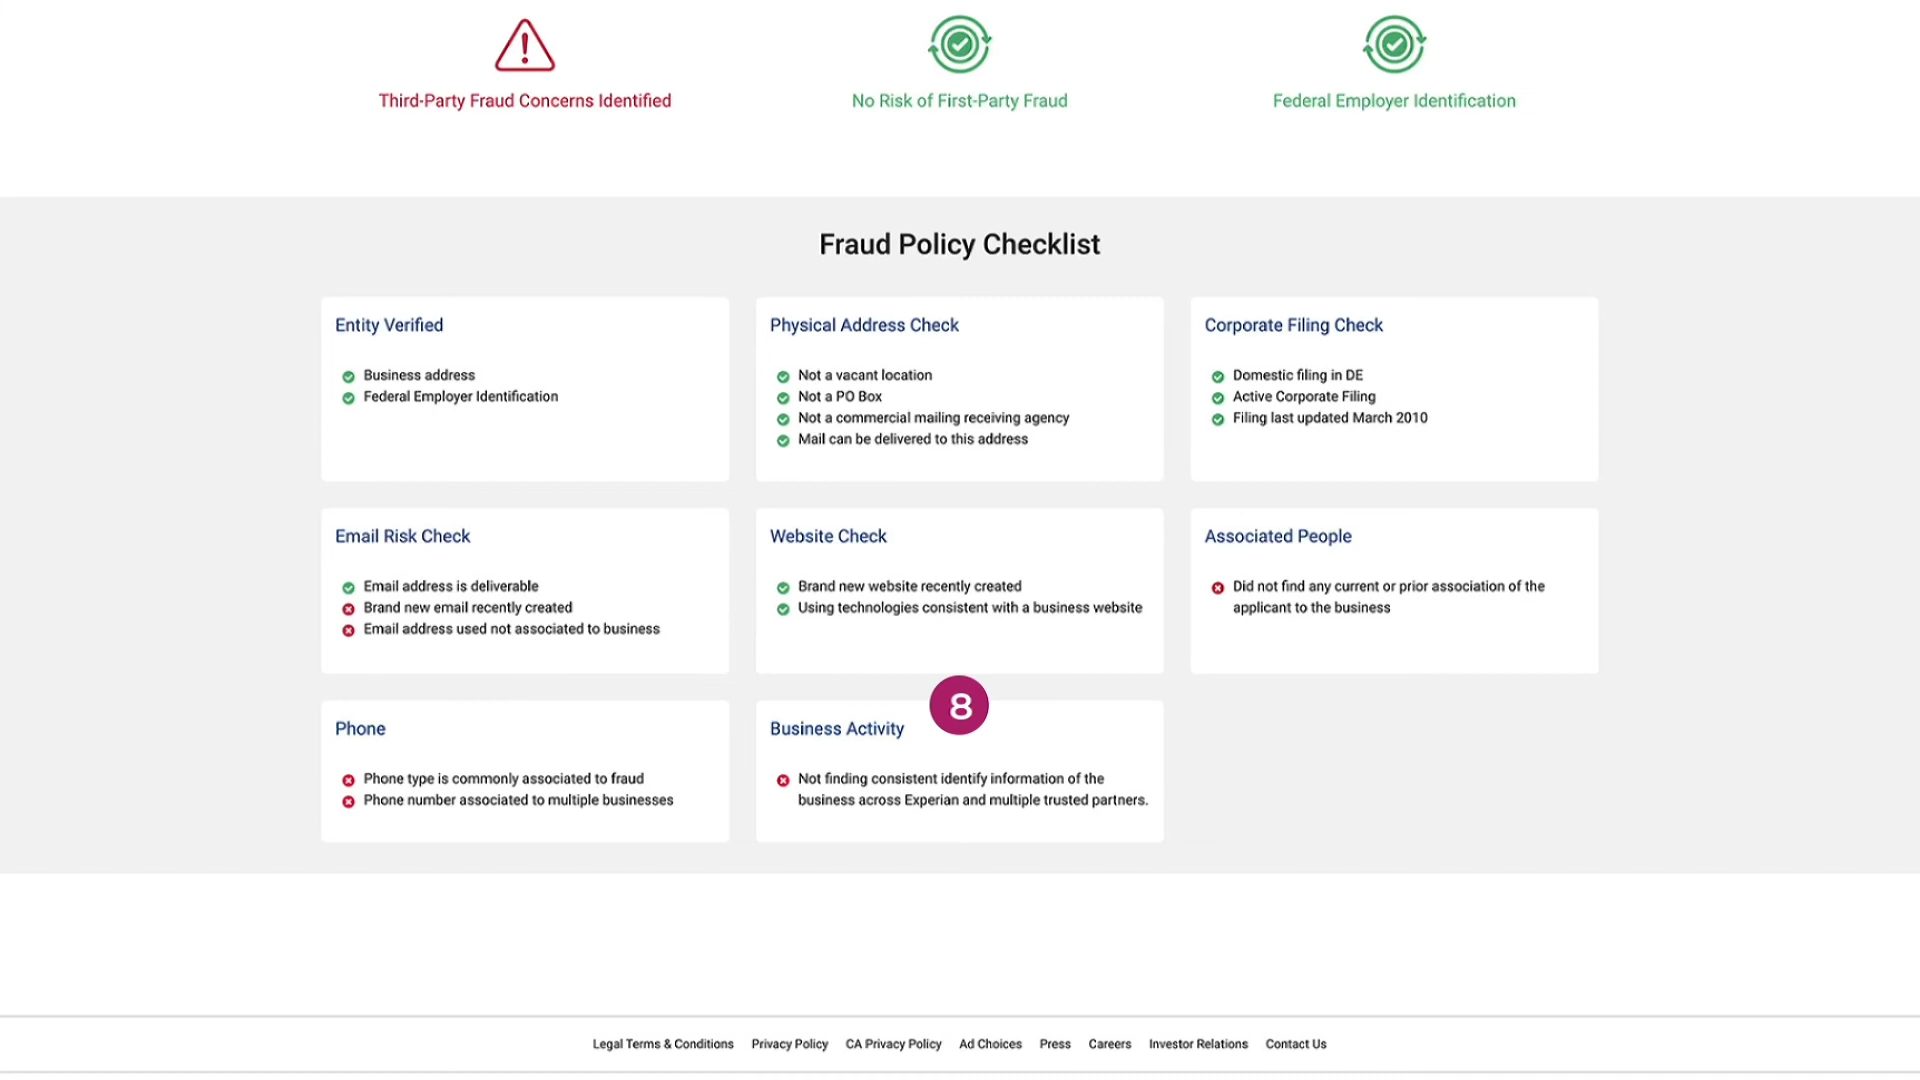 Third-Party Fraud Concerns Identified
No Risk of First-Party Fraud
Federal Employer Identification
Fraud Policy Checklist
Entity Verified
Business address
Federal Employer Identification
Physical Address Check
Not a vacant location
Not a PO Box
Not a commercial mailing receiving agency
Mail can be delivered to this address
Corporate Filing Check
Domestic filing in DE
Active Corporate Filing
Filing last updated March 2010
Email Risk Check
Email address is deliverable
Brand new email recently created
Email address used not associated to business
Website Check
Brand new website recently created
Using technologies consistent with a business website
Associated People
Did not find any current or prior association of the
applicant to the business
Phone
Phone type is commonly associated to fraud
Phone number associated to multiple businesses
8
Business Activity
Not finding consistent identify information of the
business across Experian and multiple trusted partners.
Legal Terms & Conditions Privacy Policy CA Privacy Policy Ad Choices Press Careers Investor Relations Contact Us